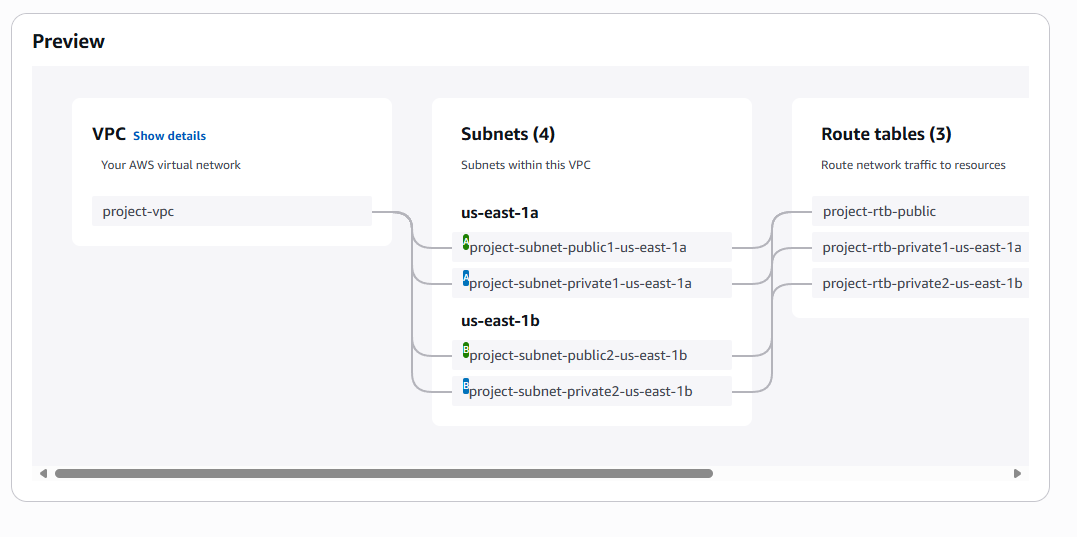 Preview
VPC Show details
Your AWS virtual network
project-vpc
Subnets (4)
Subnets within this VPC
us-east-1a
A project-subnet-public1-us-east-1a
A project-subnet-private1-us-east-1a
us-east-1b
B project-subnet-public2-us-east-1b
B project-subnet-private2-us-east-1b
Route tables (3)
Route network traffic to resources
project-rtb-public
project-rtb-private1-us-east-1a
project-rtb-private2-us-east-1b